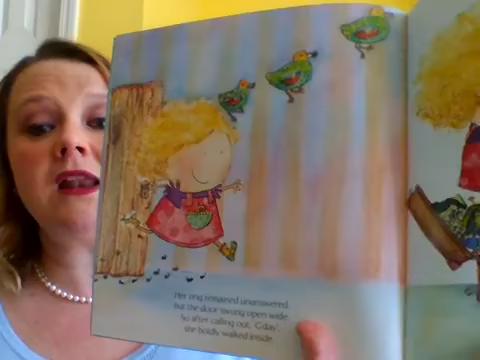 Her ring remained unanswered,
but the door swung open wide.
So after calling out, 'G'day',
she boldly walked inside.